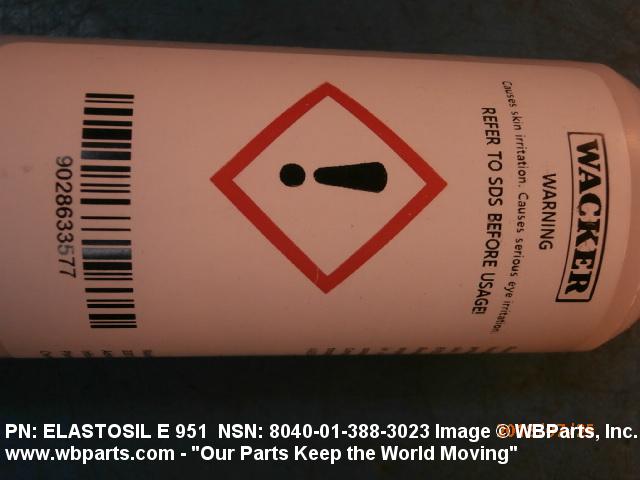 WACKER
WARNING
Causes skin irritation. Causes serious eye irritation
REFER TO SDS BEFORE USAGE!
9028633577
PN: ELASTOSIL E 951 NSN: 8040-01-388-3023 Image © WBParts, Inc.
www.wbparts.com - "Our Parts Keep the World Moving"